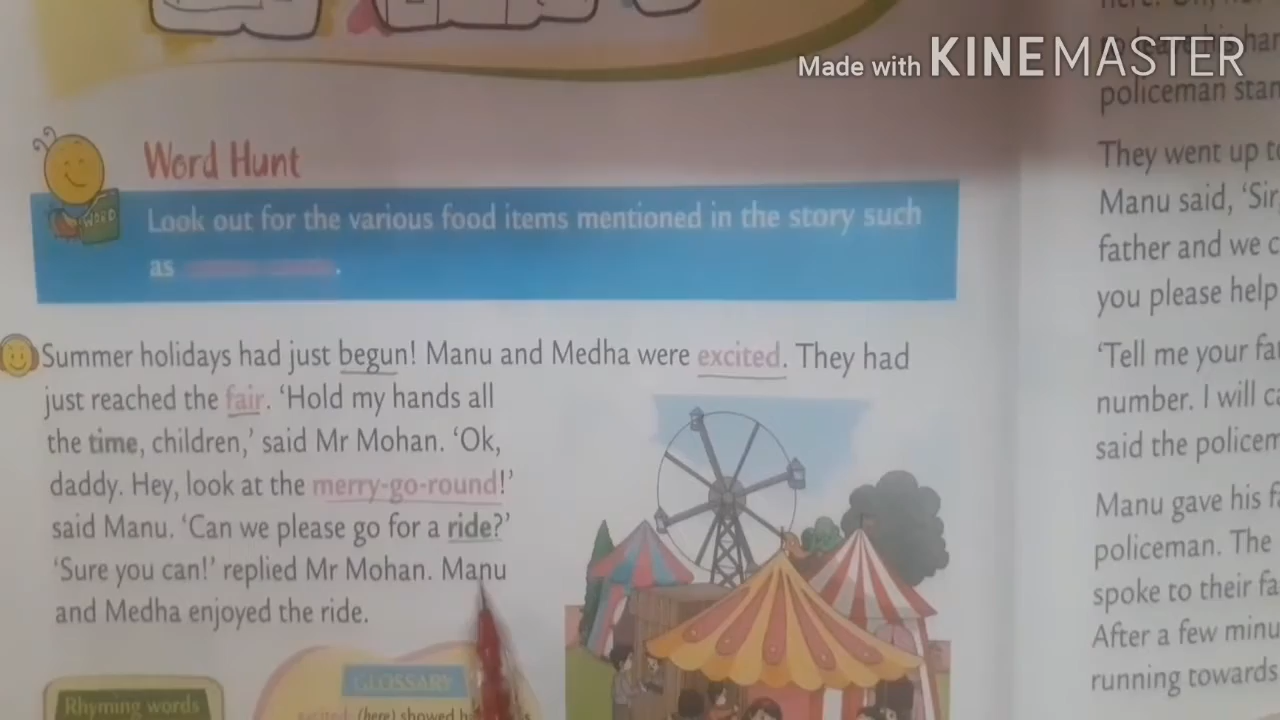 Made with KINEMASTER
Word Hunt
WORD
Look out for the various food items mentioned in the story such
as
Summer holidays had just begun! Manu and Medha were excited. They had
just reached the fair. ‘Hold my hands all
the time, children,’ said Mr Mohan. ‘Ok,
daddy. Hey, look at the merry-go-round!’
said Manu. ‘Can we please go for a ride?’
‘Sure you can!’ replied Mr Mohan. Manu
and Medha enjoyed the ride.
Rhyming words
GLOSSARY
excited: (here) showed
policeman
They went up
Manu said, ‘Sir,
father and we
you please help
‘Tell me your
number. I will
said the
Manu gave his
policeman. The
spoke to their
After a few
running towards